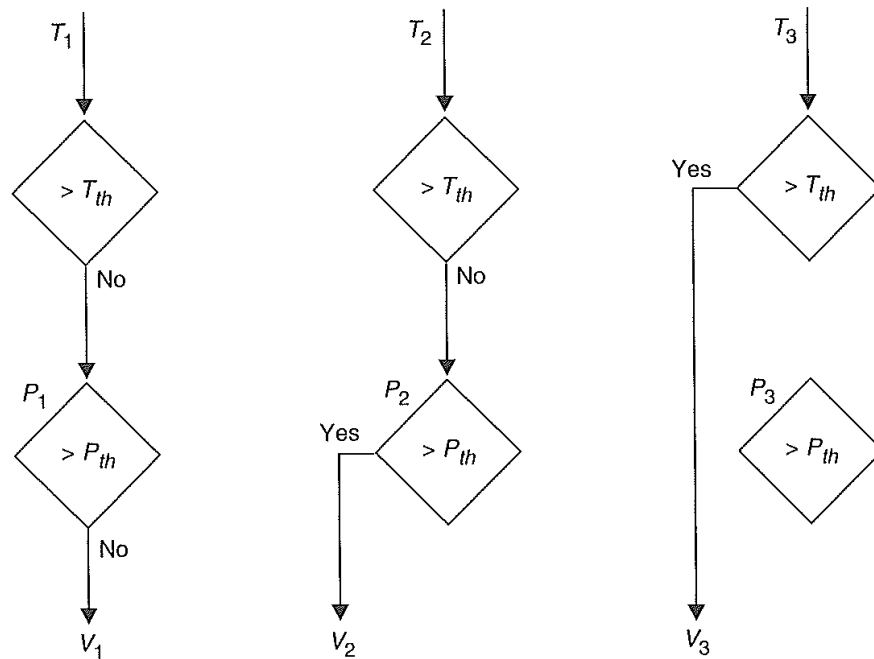 T1
> Tth
No
P1
> Pth
No
V1
T2
> Tth
No
P2
Yes
> Pth
V2
T3
Yes
> Tth
P3
> Pth
V3